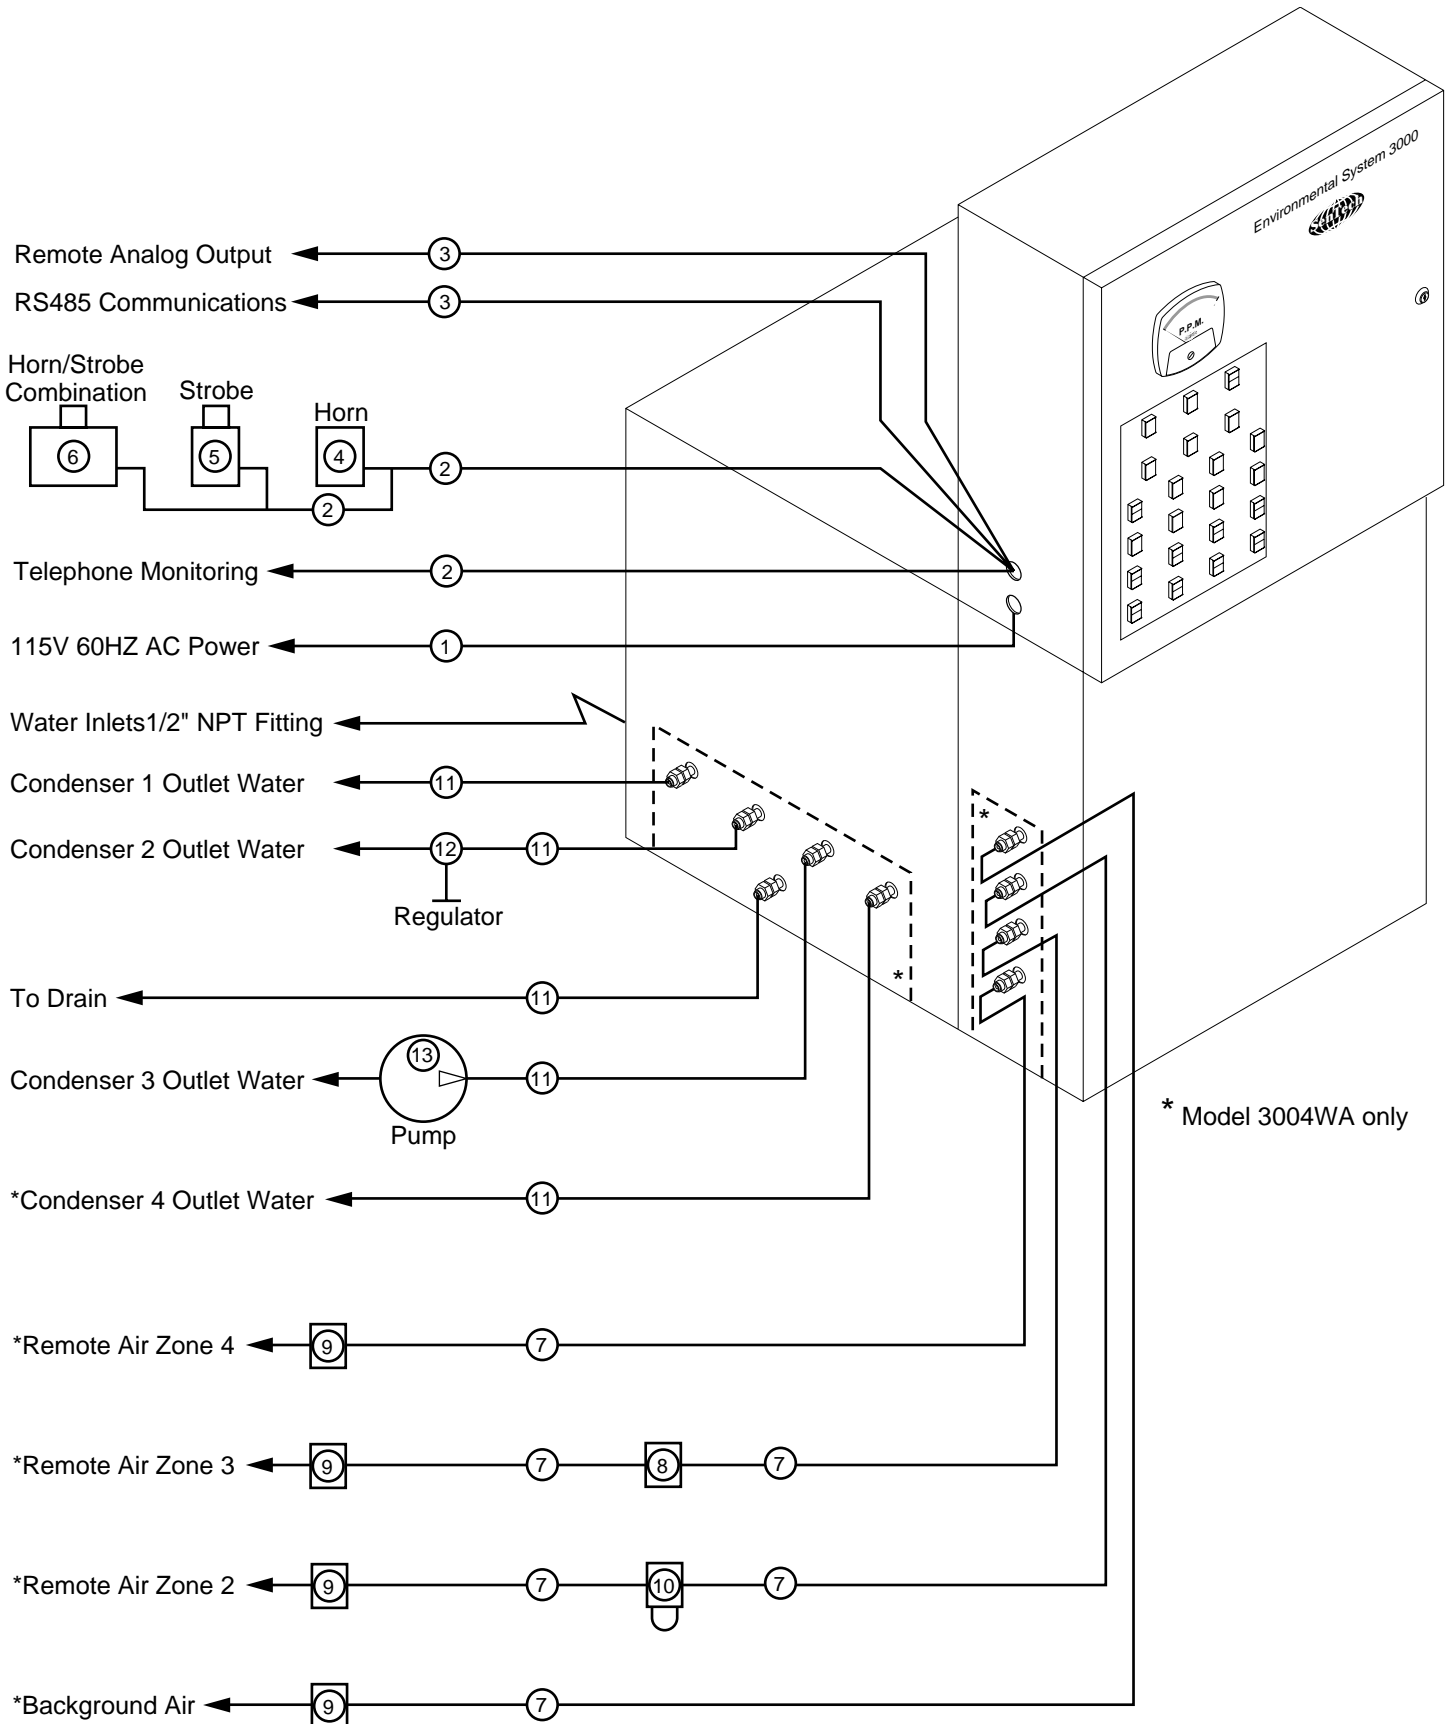 Environmental System 3000
Sentech
P.P.M.
Remote Analog Output
3
RS485 Communications
3
Horn/Strobe
Combination
Strobe
Horn
6
5
4
2
2
Telephone Monitoring
2
115V 60HZ AC Power
1
Water Inlets1/2" NPT Fitting
Condenser 1 Outlet Water
11
Condenser 2 Outlet Water
12
11
Regulator
*
*
To Drain
11
Condenser 3 Outlet Water
13
11
Pump
* Model 3004WA only
*Condenser 4 Outlet Water
11
*Remote Air Zone 4
9
7
*Remote Air Zone 3
9
7
8
7
*Remote Air Zone 2
9
7
10
7
*Background Air
9
7